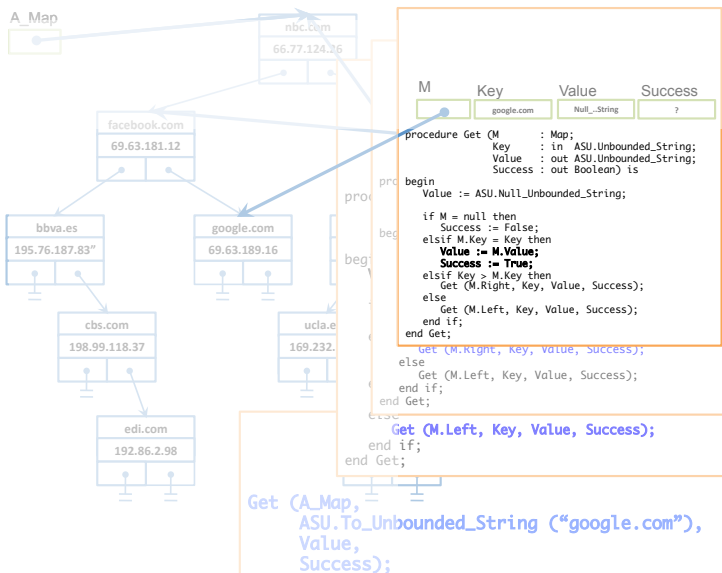 A_Map
nbc.com
66.77.124.26
facebook.com
69.63.181.12
bbva.es
195.76.187.83”
google.com
69.63.189.16
cbs.com
198.99.118.37
ucla.e
169.232.
edi.com
192.86.2.98
M Key Value Success
google.com Null_..String ?
procedure Get (M : Map;
Key : in ASU.Unbounded_String;
Value : out ASU.Unbounded_String;
Success : out Boolean) is
begin
Value := ASU.Null_Unbounded_String;
if M = null then
Success := False;
elsif M.Key = Key then
Value := M.Value;
Success := True;
elsif Key > M.Key then
Get (M.Right, Key, Value, Success);
else
Get (M.Left, Key, Value, Success);
end if;
end Get;
Get (M.Right, Key, Value, Success);
else
Get (M.Left, Key, Value, Success);
end if;
end Get;
else
Get (M.Left, Key, Value, Success);
end if;
end Get;
Get (A_Map,
ASU.To_Unbounded_String (“google.com”),
Value,
Success);